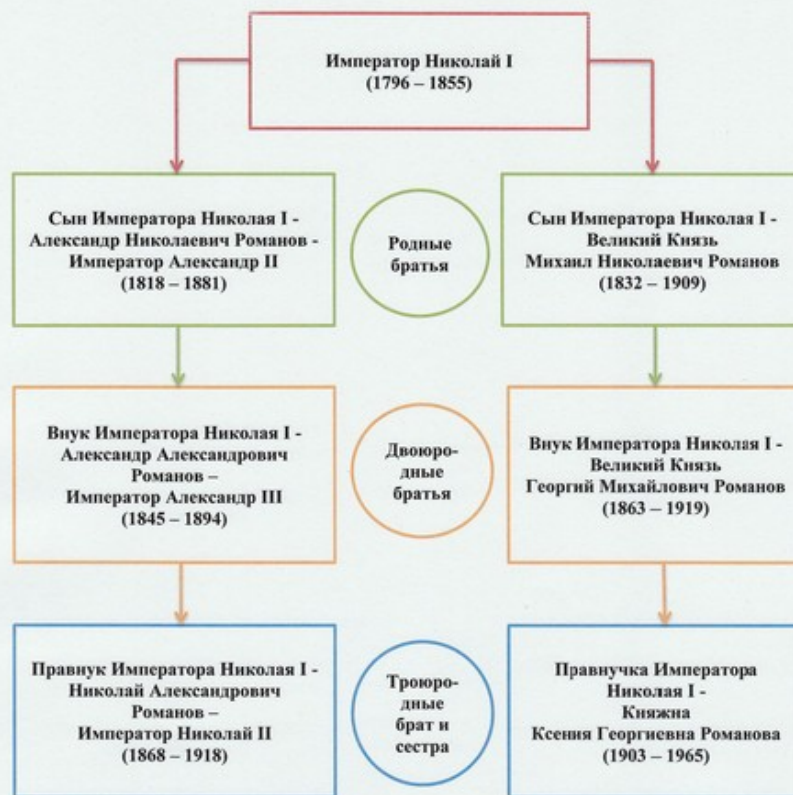 Император Николай I
(1796 – 1855)
Сын Императора Николая I -
Александр Николаевич Романов -
Император Александр II
(1818 – 1881)
Родные
братья
Сын Императора Николая I -
Великий Князь
Михаил Николаевич Романов
(1832 – 1909)
Внук Императора Николая I -
Александр Александрович
Романов –
Император Александр III
(1845 – 1894)
Двоюро-
дные
братья
Внук Императора Николая I -
Великий Князь
Георгий Михайлович Романов
(1863 – 1919)
Правнук Императора Николая I -
Николай Александрович
Романов –
Император Николай II
(1868 – 1918)
Троюро-
дные
брат и
сестра
Правнучка Императора
Николая I -
Княжна
Ксения Георгиевна Романова
(1903 – 1965)